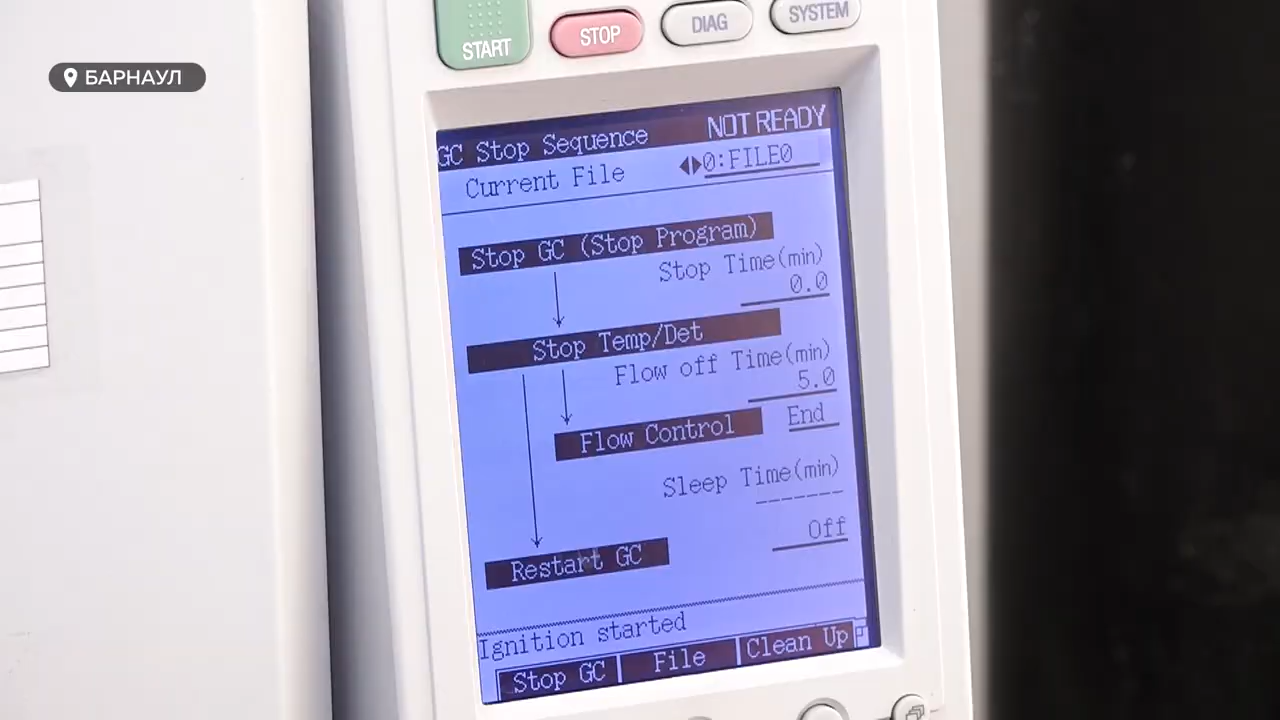 START
STOP
DIAG
SYSTEM
БАРНАУЛ
GC Stop Sequence NOT READY
Current File 0:FILE0
Stop GC (Stop Program)
Stop Time(min)
0.0
Stop Temp/Det
Flow off Time(min)
5.0
Flow Control End
Sleep Time(min)
-------
Off
Restart GC
Ignition started
Stop GC File Clean Up